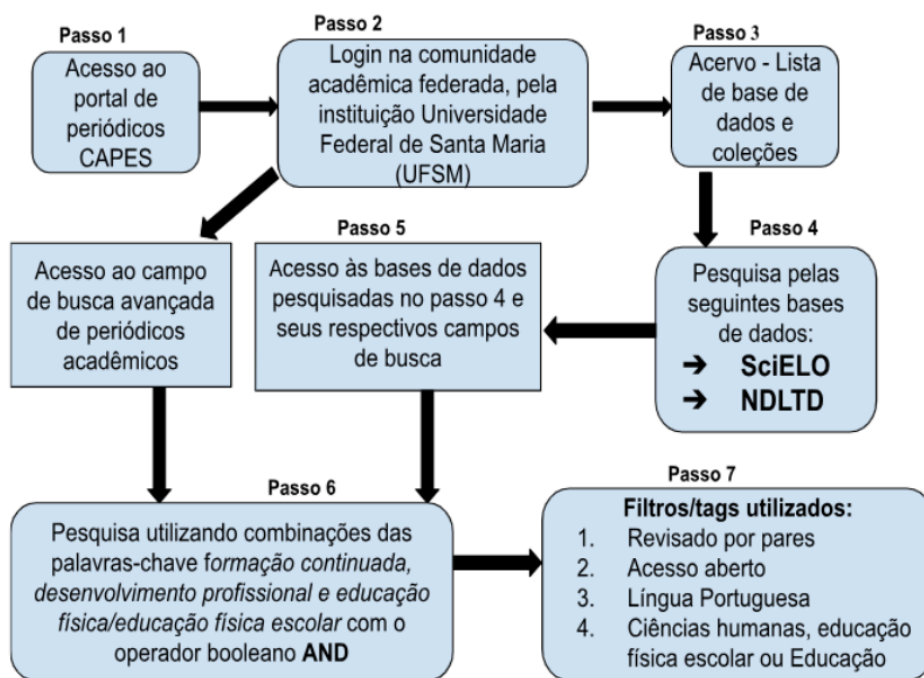 Passo 1
Acesso ao
portal de
periódicos
CAPES
Passo 2
Login na comunidade
acadêmica federada, pela
instituição Universidade
Federal de Santa Maria
(UFSM)
Passo 3
Acervo - Lista
de base de
dados e
coleções
Passo 4
Pesquisa pelas
seguintes bases
de dados:
➔ SciELO
➔ NDLTD
Passo 5
Acesso às bases de dados
pesquisadas no passo 4 e
seus respectivos campos
de busca
Acesso ao campo
de busca avançada
de periódicos
acadêmicos
Passo 6
Pesquisa utilizando combinações das
palavras-chave formação continuada,
desenvolvimento profissional e educação
física/educação física escolar com o
operador booleano AND
Passo 7
Filtros/tags utilizados:
1. Revisado por pares
2. Acesso aberto
3. Língua Portuguesa
4. Ciências humanas, educação
física escolar ou Educação